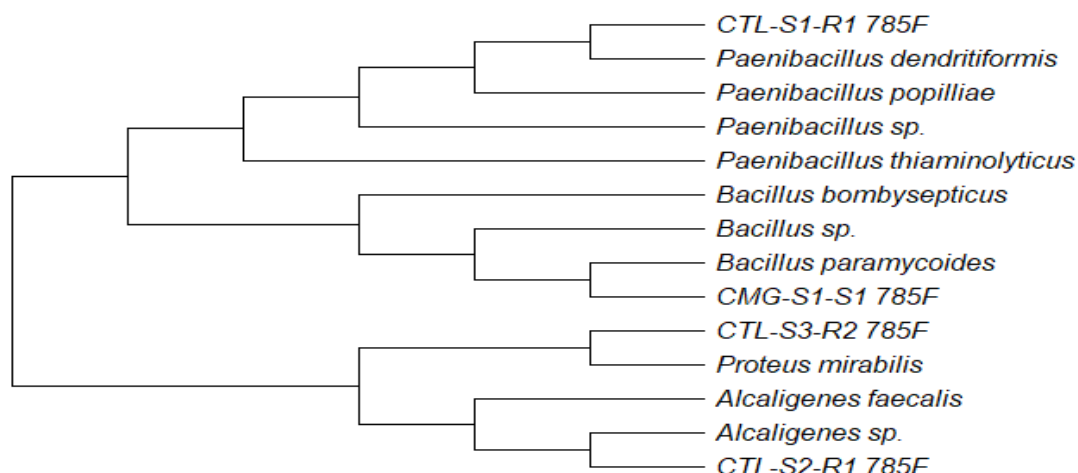 CTL-S1-R1 785F
Paenibacillus dendritiformis
Paenibacillus popilliae
Paenibacillus sp.
Paenibacillus thiaminolyticus
Bacillus bombysepticus
Bacillus sp.
Bacillus paramycoides
CMG-S1-S1 785F
CTL-S3-R2 785F
Proteus mirabilis
Alcaligenes faecalis
Alcaligenes sp.
CTL-S2-R1 785F